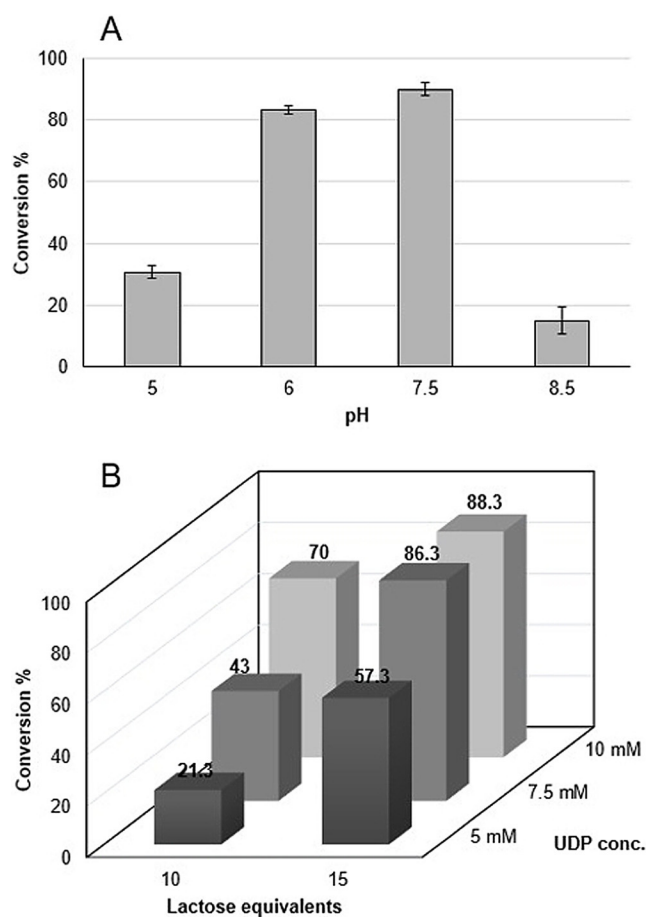 A
100
80
60
40
20
0
Conversion %
5 6 7.5 8.5
pH
B
88.3
70 86.3
43 57.3
21.3
100
80
60
40
20
0
Conversion %
10 mM
7.5 mM
5 mM
UDP conc.
10 15
Lactose equivalents